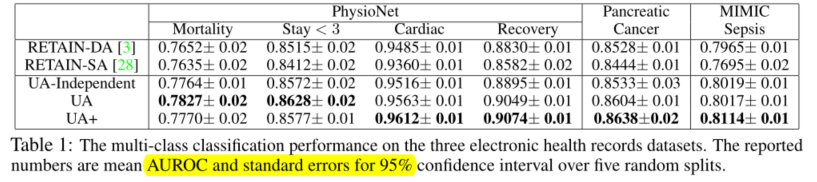 PhysioNet Pancreatic MIMIC
Mortality Stay < 3 Cardiac Recovery Cancer Sepsis
RETAIN-DA [3] 0.7652± 0.02 0.8515± 0.02 0.9485± 0.01 0.8830± 0.01 0.8528± 0.01 0.7965± 0.01
RETAIN-SA [28] 0.7635± 0.02 0.8412± 0.02 0.9360± 0.01 0.8582± 0.02 0.8444± 0.01 0.7695± 0.02
UA-Independent 0.7764± 0.01 0.8572± 0.02 0.9516± 0.01 0.8895± 0.01 0.8533± 0.03 0.8019± 0.01
UA 0.7827± 0.02 0.8628± 0.02 0.9563± 0.01 0.9049± 0.01 0.8604± 0.01 0.8017± 0.01
UA+ 0.7770± 0.02 0.8577± 0.01 0.9612± 0.01 0.9074± 0.01 0.8638±0.02 0.8114± 0.01
Table 1: The multi-class classification performance on the three electronic health records datasets. The reported
numbers are mean AUROC and standard errors for 95% confidence interval over five random splits.